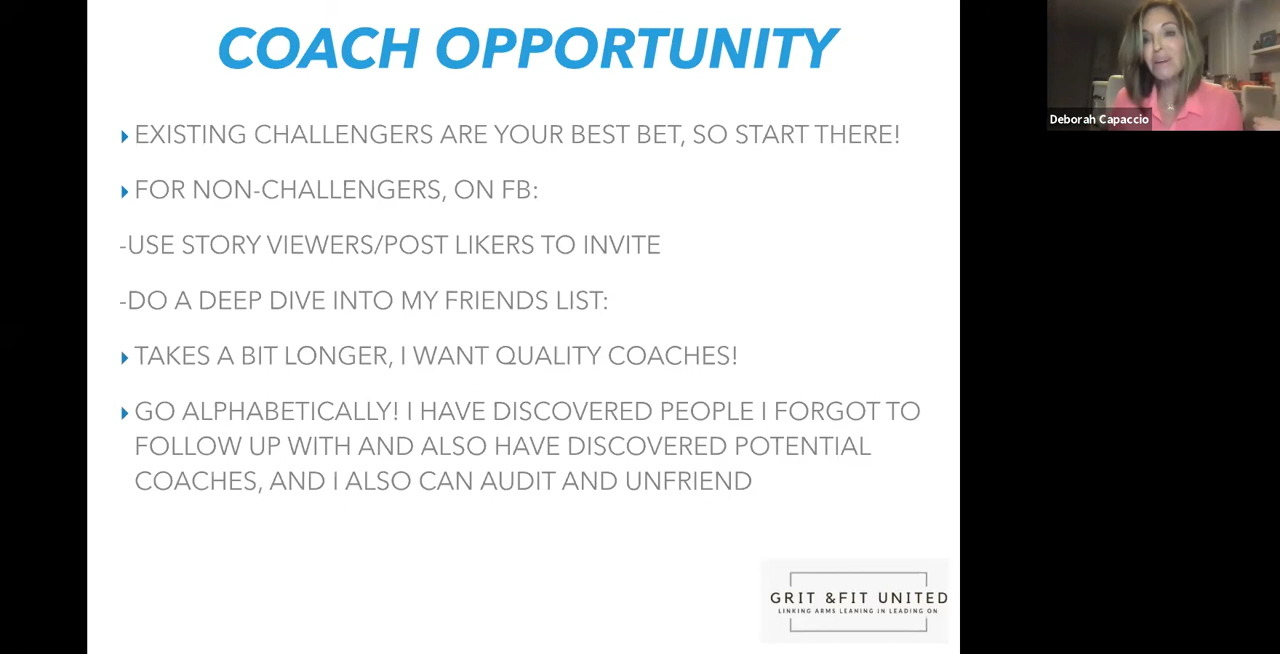 COACH OPPORTUNITY
EXISTING CHALLENGERS ARE YOUR BEST BET, SO START THERE!
FOR NON-CHALLENGERS, ON FB:
-USE STORY VIEWERS/POST LIKERS TO INVITE
-DO A DEEP DIVE INTO MY FRIENDS LIST:
TAKES A BIT LONGER, I WANT QUALITY COACHES!
GO ALPHABETICALLY! I HAVE DISCOVERED PEOPLE I FORGOT TO
FOLLOW UP WITH AND ALSO HAVE DISCOVERED POTENTIAL
COACHES, AND I ALSO CAN AUDIT AND UNFRIEND
GRIT &FIT UNITED
LINKING ARMS LEANING IN LEADING ON
Deborah Capaccio